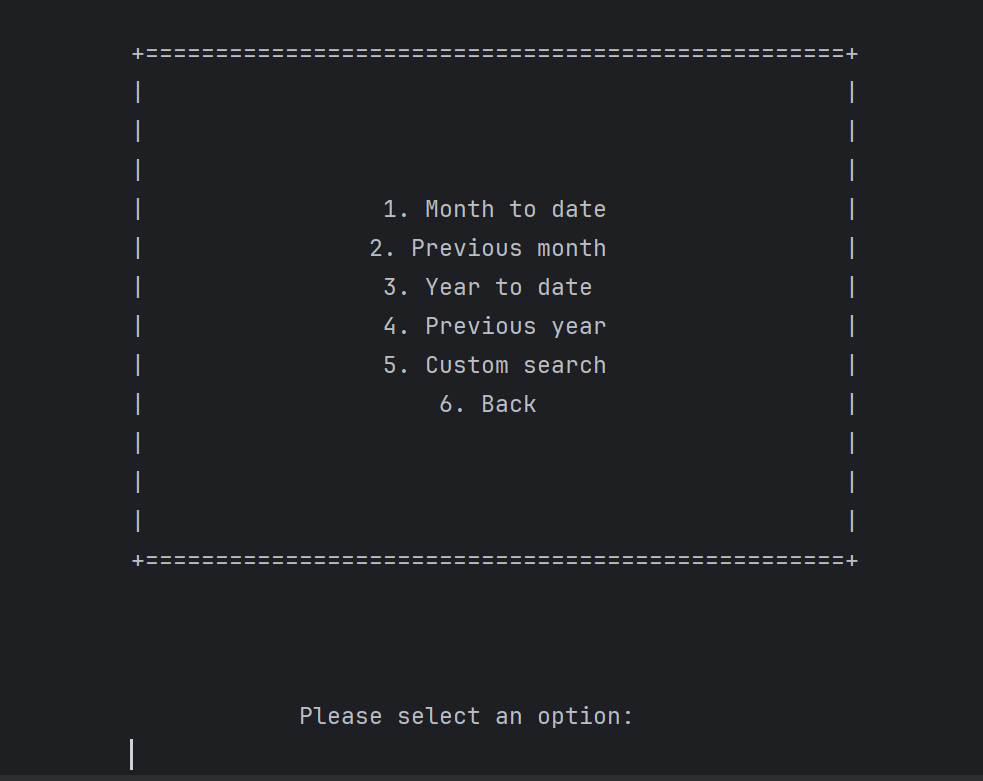 +==================================================+
|                                                  |
|                                                  |
|                                                  |
|                 1. Month to date                 |
|                2. Previous month                 |
|                 3. Year to date                  |
|                 4. Previous year                 |
|                 5. Custom search                 |
|                     6. Back                      |
|                                                  |
|                                                  |
|                                                  |
+==================================================+
Please select an option: